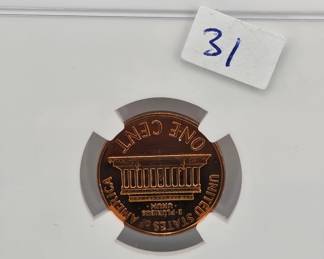 31
UNITED STATES OF AMERICA
E·PLURIBUS
UNUM
ONE CENT